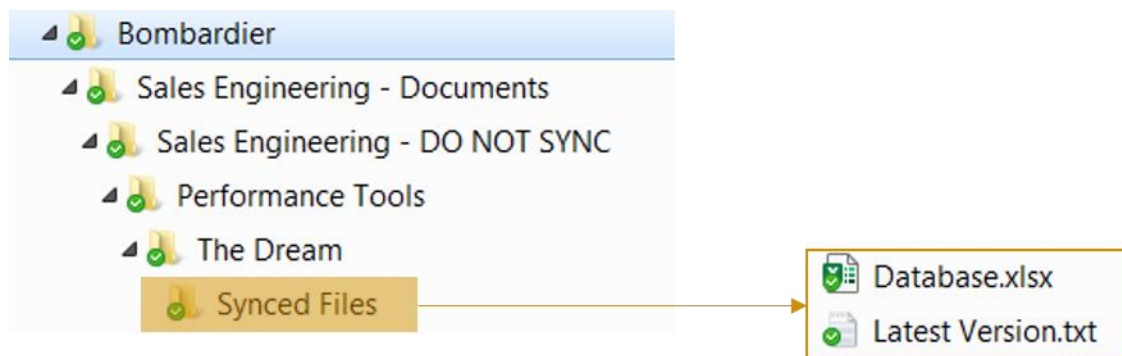 Bombardier
Sales Engineering - Documents
Sales Engineering - DO NOT SYNC
Performance Tools
The Dream
Synced Files
Database.xlsx
Latest Version.txt